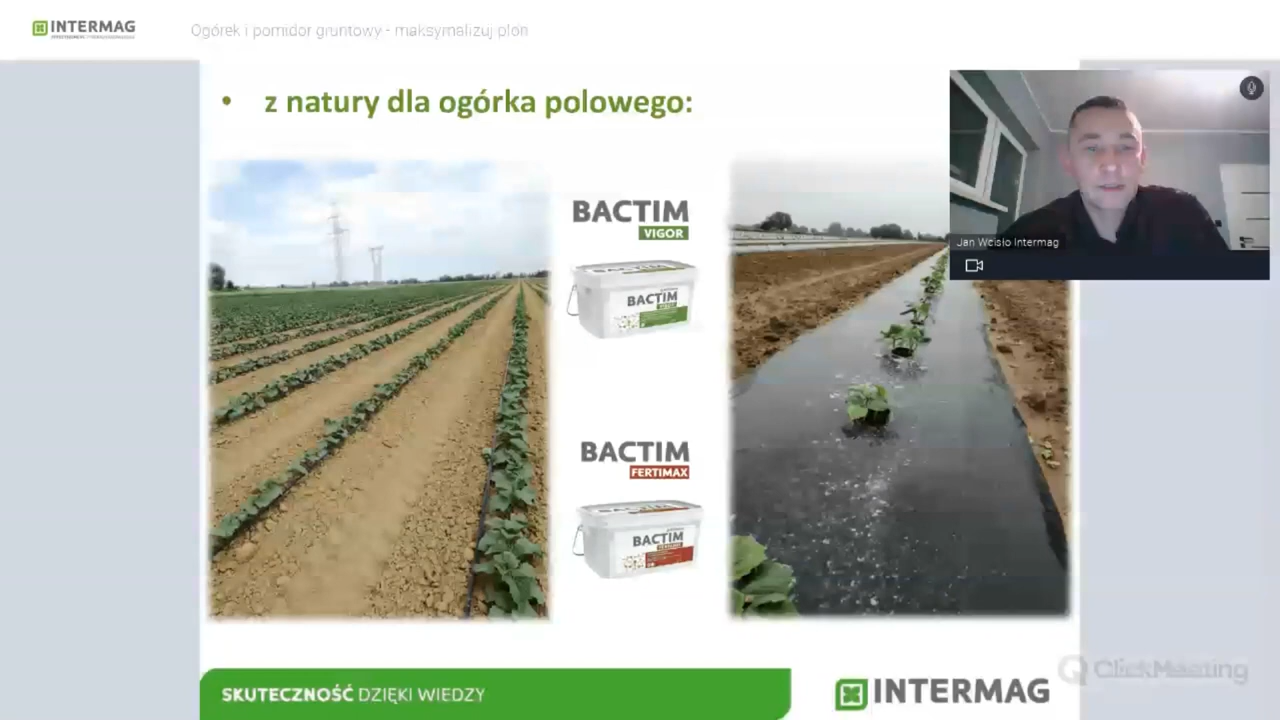 INTERMAG
Ogórek i pomidor gruntowy - maksymalizuj plon
• z natury dla ogórka polowego:
BACTIM
VIGOR
BACTIM
Jan Wcisło Intermag
BACTIM
FERTIMAX
BACTIM
SKUTECZNOŚĆ DZIĘKI WIEDZY
INTERMAG
ClickMeeting